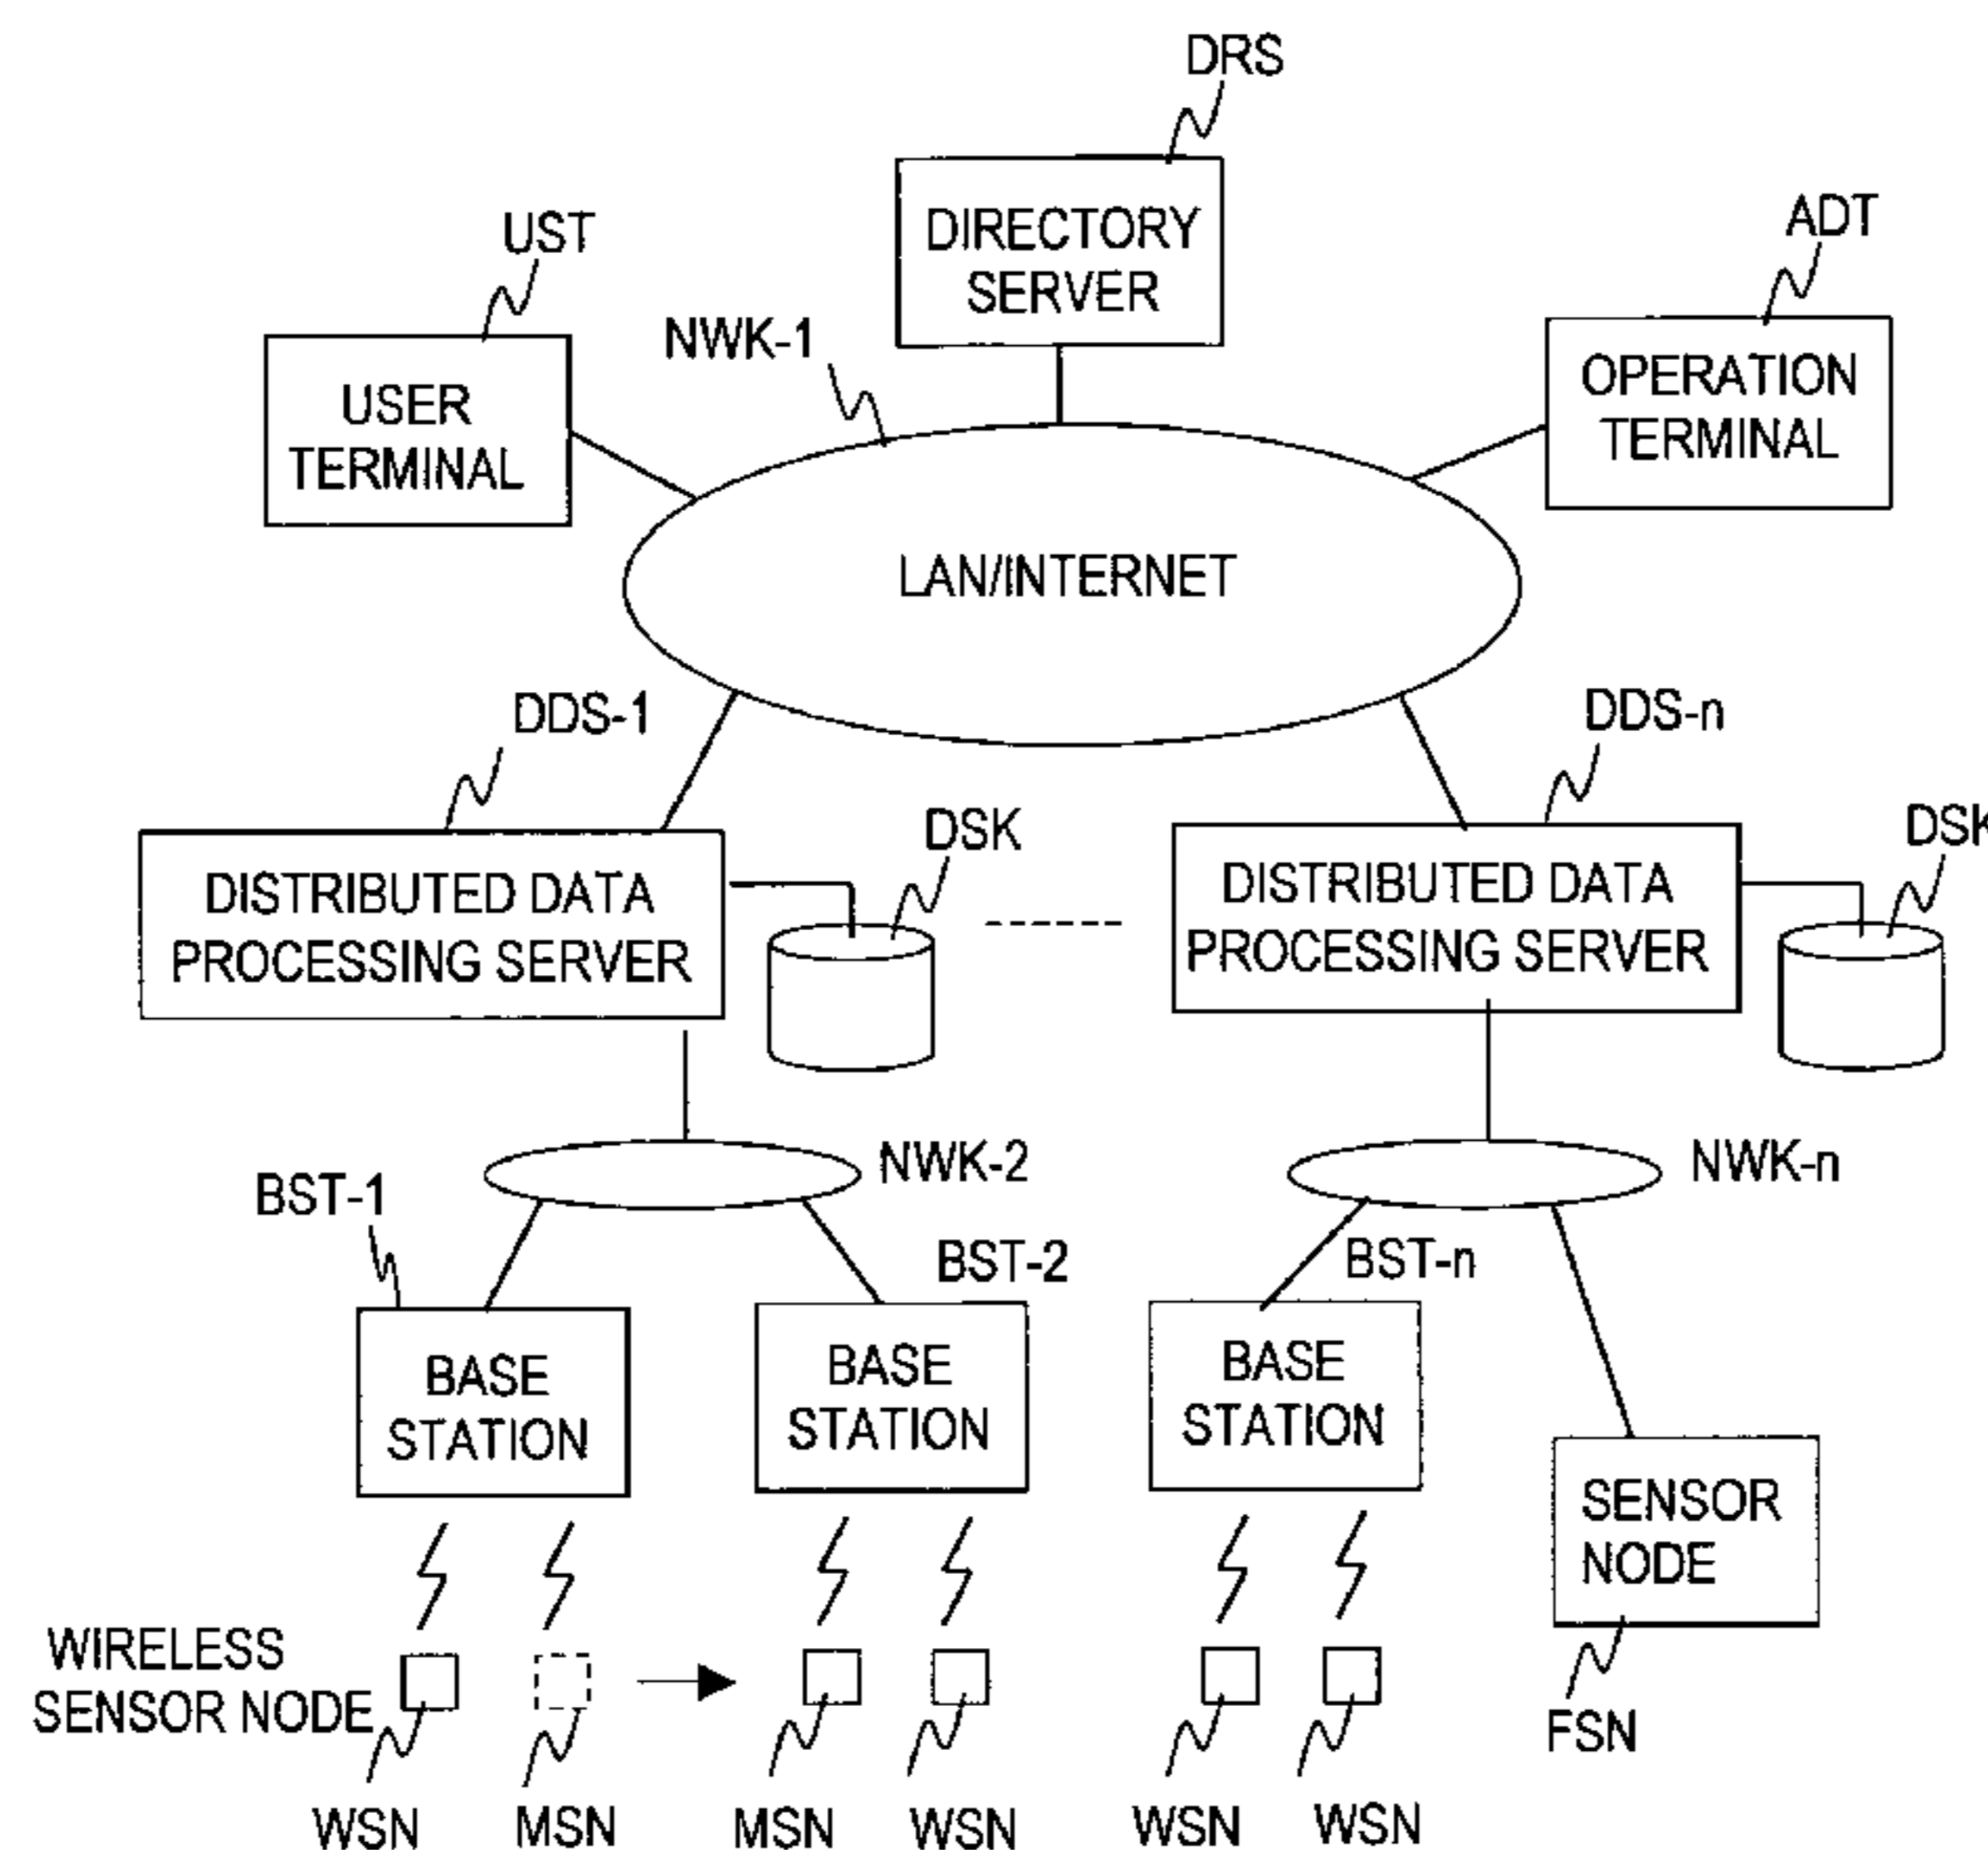 DRS
DIRECTORY
SERVER
UST
USER
TERMINAL
NWK-1
ADT
OPERATION
TERMINAL
LAN/INTERNET
DDS-1
DISTRIBUTED DATA
PROCESSING SERVER
DSK
DDS-n
DISTRIBUTED DATA
PROCESSING SERVER
DSK
NWK-2
NWK-n
BST-1
BASE
STATION
BST-2
BASE
STATION
BST-n
BASE
STATION
SENSOR
NODE
FSN
WIRELESS
SENSOR NODE
WSN
MSN
MSN
WSN
WSN
WSN